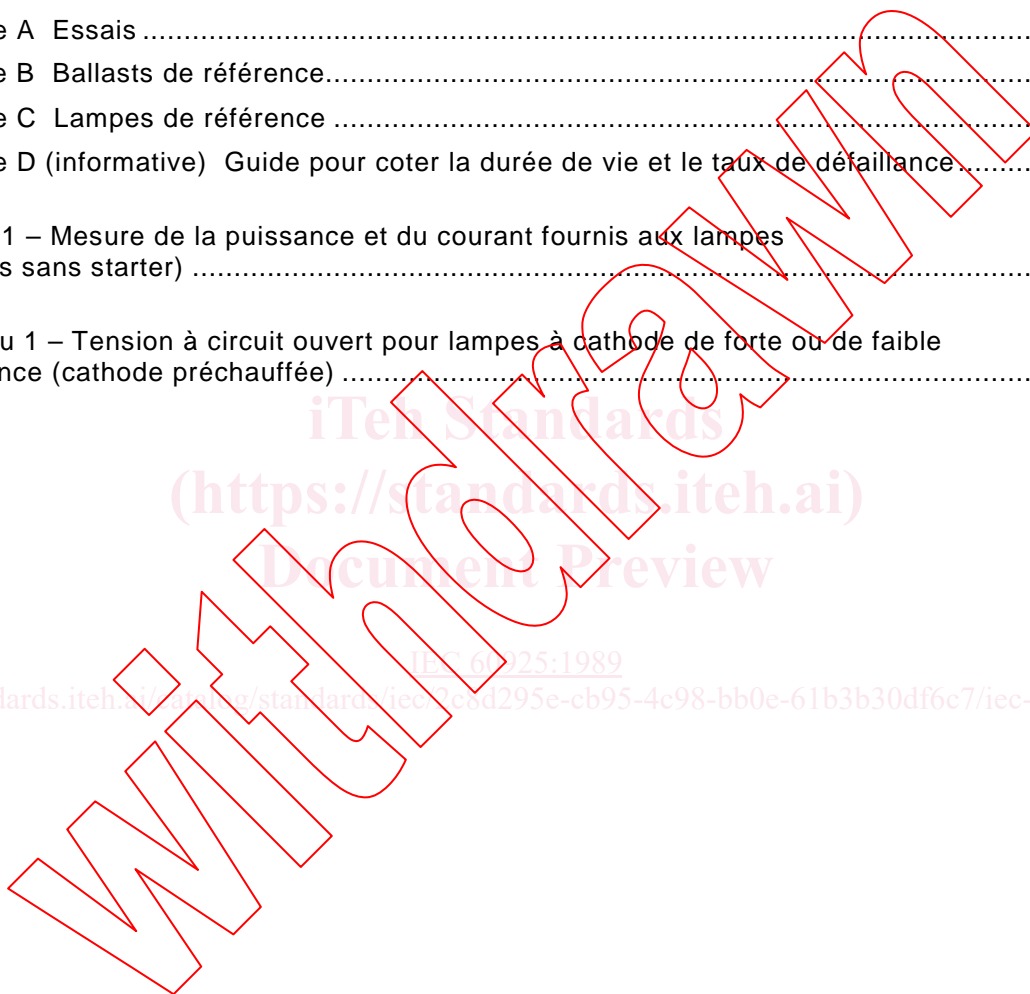 e A Essais ................................................................................................................
e B Ballasts de référence................................................................................................
e C Lampes de référence ................................................................................................
e D (informative) Guide pour coter la durée de vie et le taux de défaillance.........
1 – Mesure de la puissance et du courant fournis aux lampes
s sans starter) ................................................................................................................
u 1 – Tension à circuit ouvert pour lampes à cathode de forte ou de faible
nce (cathode préchauffée) ................................................................................................
iTeh Standards
(https://standards.iteh.ai)
Document Preview
IEC 60925:1989
dards.iteh.ai/catalog/standards/iec/2c8d295e-cb95-4c98-bb0e-61b3b30df6c7/iec-
withdrawn